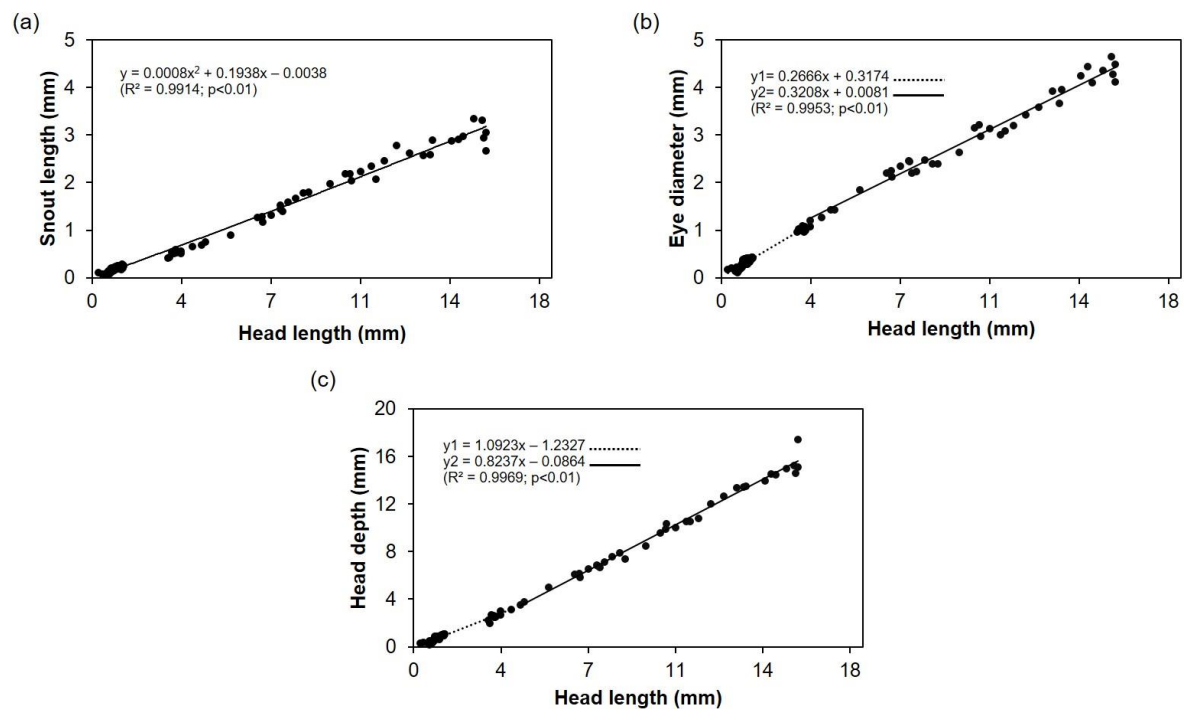 (a)
5
4
3
2
1
0
Snout length (mm)
y = 0.0008x² + 0.1938x – 0.0038
(R² = 0.9914; p<0.01)
0 4 7 11 14 18
Head length (mm)
(b)
5
4
3
2
1
0
Eye diameter (mm)
y1= 0.2666x + 0.3174
y2= 0.3208x + 0.0081
(R² = 0.9953; p<0.01)
0 4 7 11 14 18
Head length (mm)
(c)
20
16
12
8
4
0
Head depth (mm)
y1 = 1.0923x – 1.2327
y2 = 0.8237x – 0.0864
(R² = 0.9969; p<0.01)
0 4 7 11 14 18
Head length (mm)